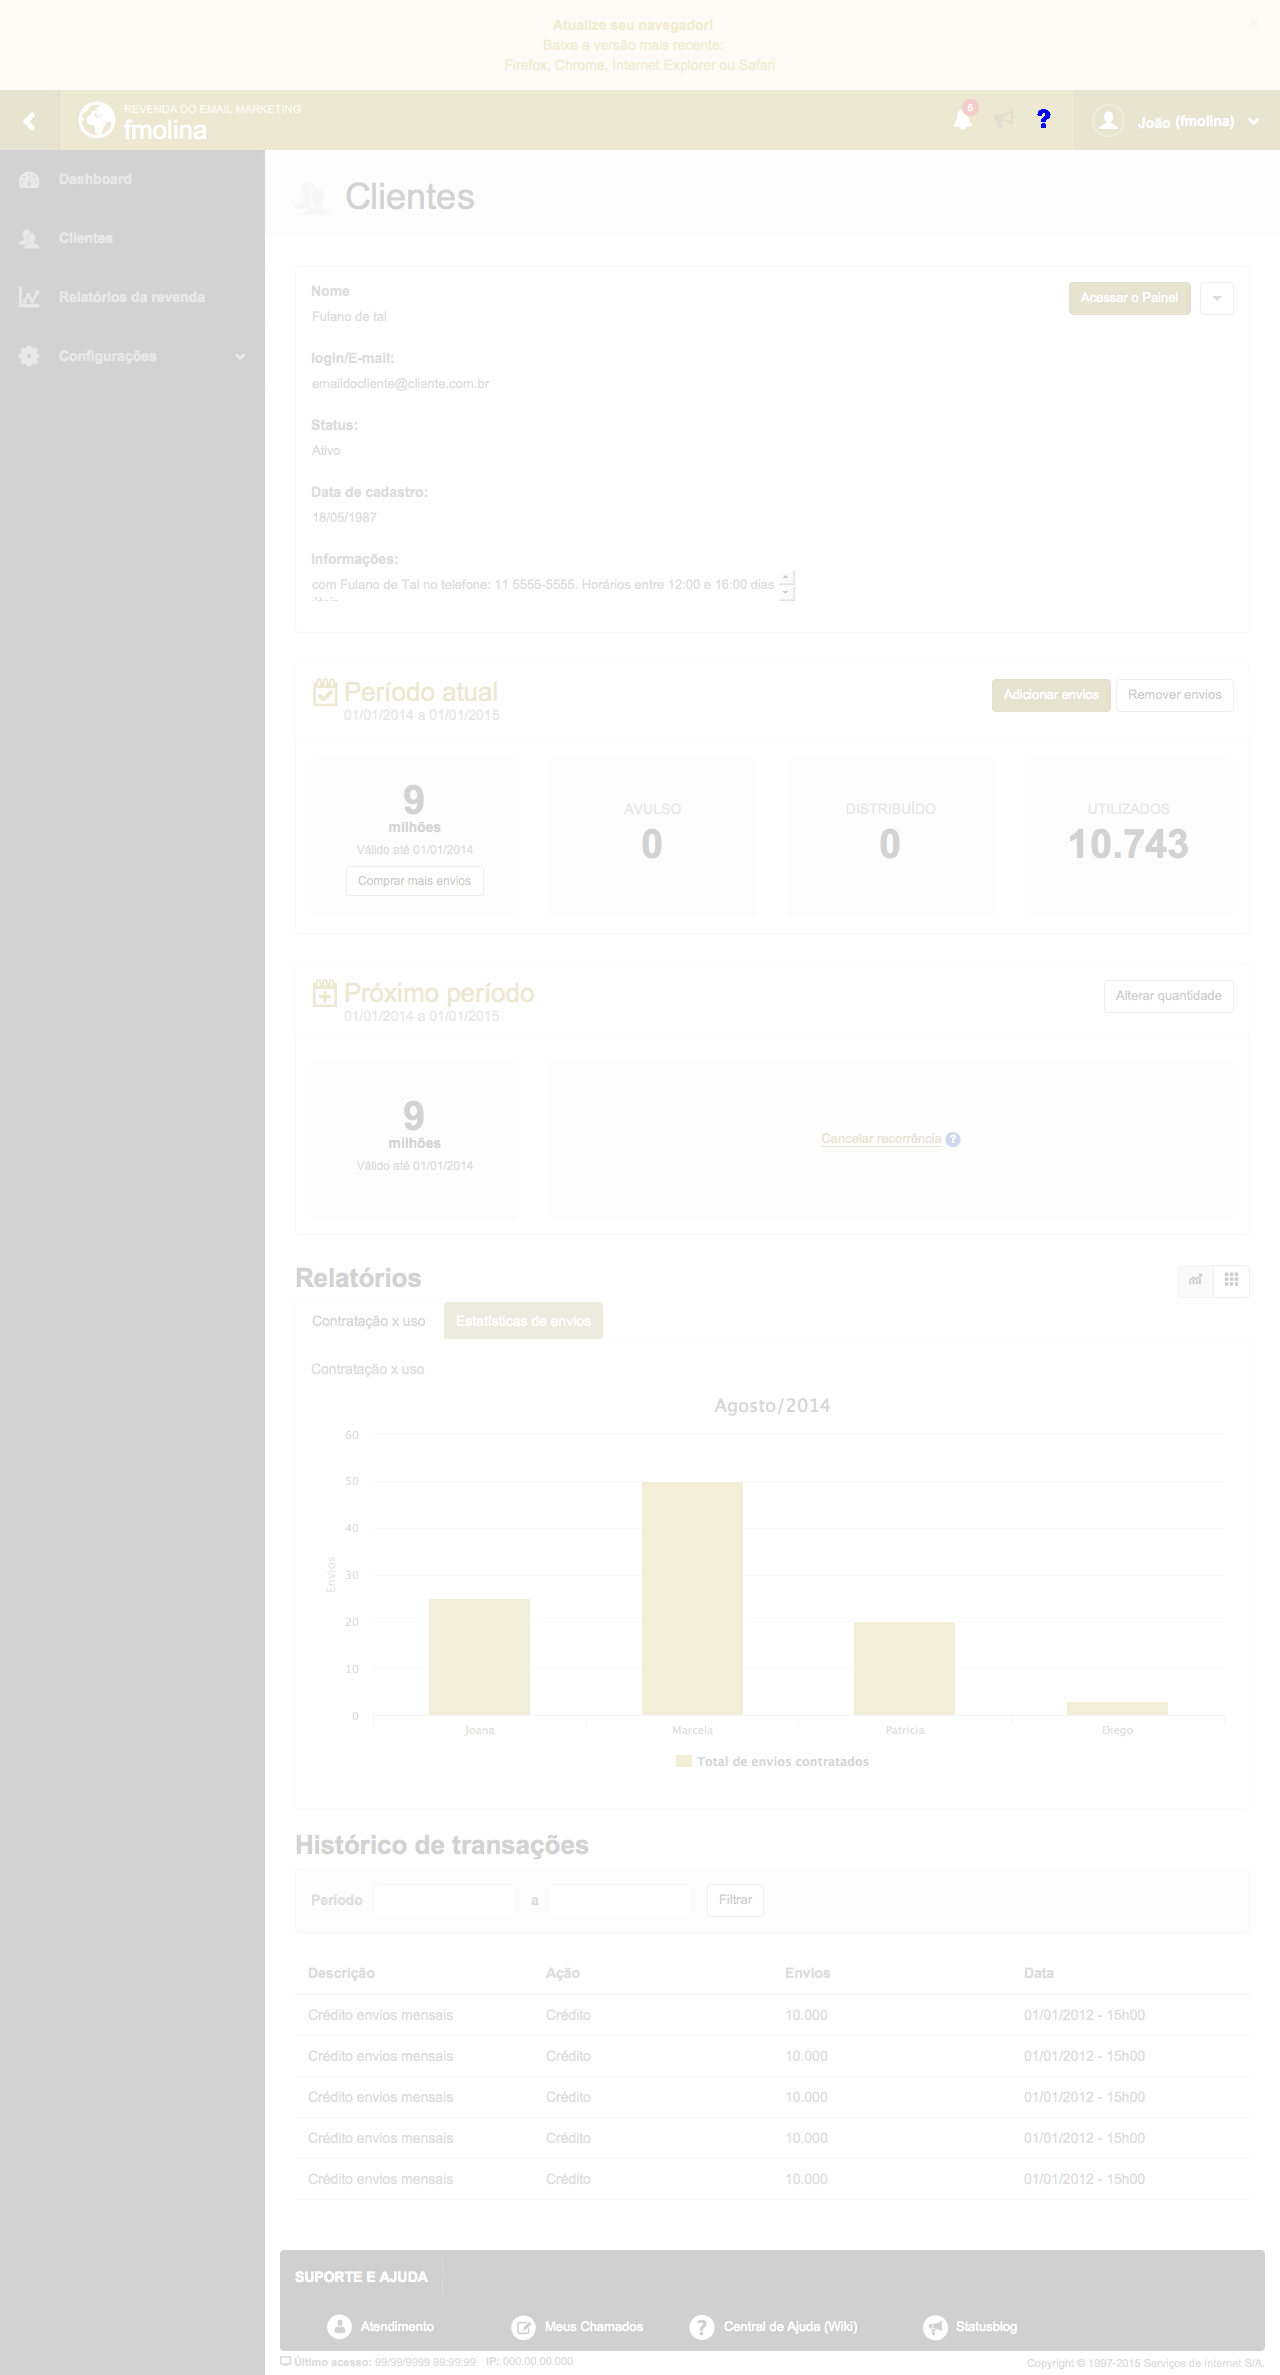 Atualize seu navegador!
Baixe a versão mais recente:
Firefox, Chrome, Internet Explorer ou Safari
×
REVENDA DO EMAIL MARKETING
fmolina
5
?
João (fmolina)
Dashboard
Clientes
Relatórios da revenda
Configurações
Clientes
Nome
Fulano de tal
Acessar o Painel
login/E-mail:
emaildocliente@cliente.com.br
Status:
Ativo
Data de cadastro:
18/05/1987
Informações:
com Fulano de Tal no telefone: 11 5555-5555. Horários entre 12:00 e 16:00 dias
úteis
Período atual
01/01/2014 a 01/01/2015
Adicionar envios
Remover envios
9
milhões
Válido até 01/01/2014
Comprar mais envios
AVULSO
0
DISTRIBUÍDO
0
UTILIZADOS
10.743
Próximo período
01/01/2014 a 01/01/2015
Alterar quantidade
9
milhões
Válido até 01/01/2014
Cancelar recorrência ?
Relatórios
Contratação x uso
Estatísticas de envios
Contratação x uso
Agosto/2014
60
50
40
30
20
10
0
Envios
Joana
Marcela
Patricia
Diego
Total de envios contratados
Histórico de transações
Período
a
Filtrar
Descrição Ação Envios Data
Crédito envios mensais Crédito 10.000 01/01/2012 - 15h00
Crédito envios mensais Crédito 10.000 01/01/2012 - 15h00
Crédito envios mensais Crédito 10.000 01/01/2012 - 15h00
Crédito envios mensais Crédito 10.000 01/01/2012 - 15h00
Crédito envios mensais Crédito 10.000 01/01/2012 - 15h00
SUPORTE E AJUDA
Atendimento
Meus Chamados
? Central de Ajuda (Wiki)
Statusblog
Último acesso: 99/99/9999 99:99:99 IP: 000.00.00.000
Copyright © 1997-2015 Serviços de Internet S/A.